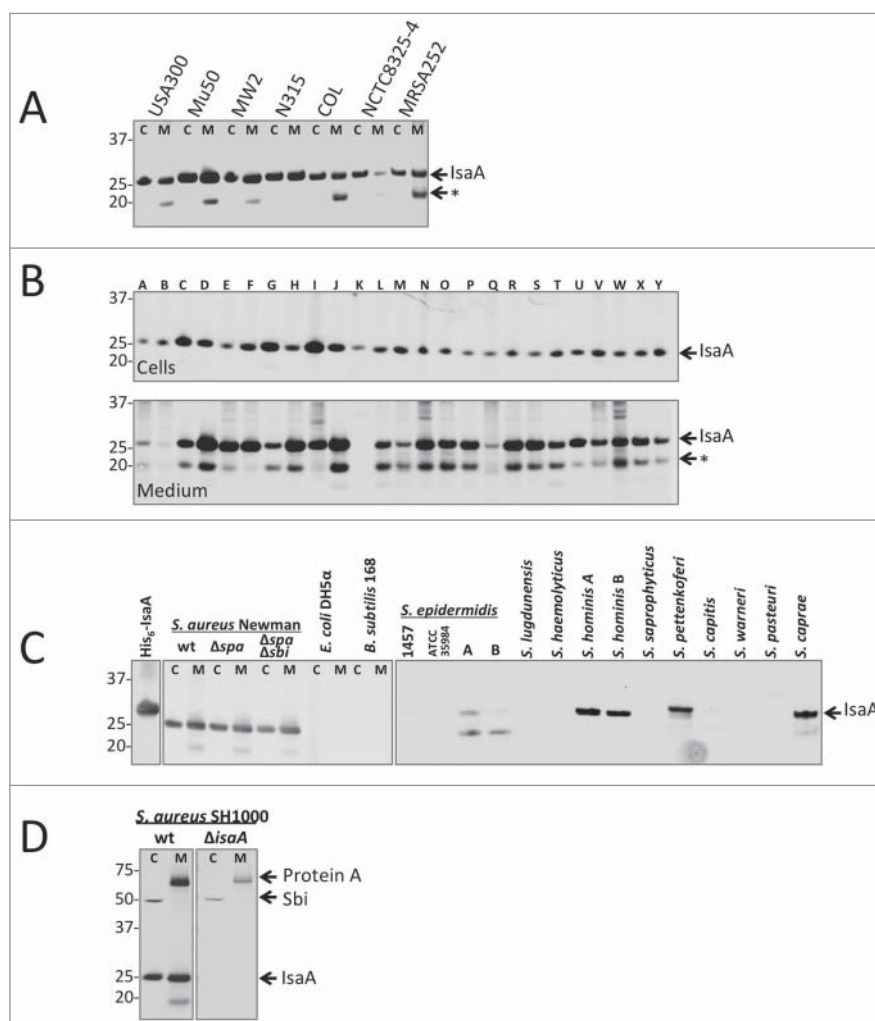 A
USA300
Mu50
MW2
N315
COL
NCTC8325-4
MRSA252
C M C M C M C M C M C M C M
37-
25-
20-
IsaA
*
B
A B C D E F G H I J K L M N O P Q R S T U V W X Y
37-
25-
20-
Cells
IsaA
37-
25-
20-
Medium
IsaA
*
C
His6-IsaA
S. aureus Newman
wt Δspa Δspa Δsbi
E. coli DH5α
B. subtilis 168
C M C M C M C M C M
S. epidermidis
1457
ATCC 35984
A B
S. lugdunensis
S. haemolyticus
S. hominis A
S. hominis B
S. saprophyticus
S. pettenkoferi
S. capitis
S. warneri
S. pasteuri
S. caprae
37-
25-
20-
IsaA
D
S. aureus SH1000
wt ΔisaA
C M C M
75-
50-
37-
25-
20-
Protein A
Sbi
IsaA